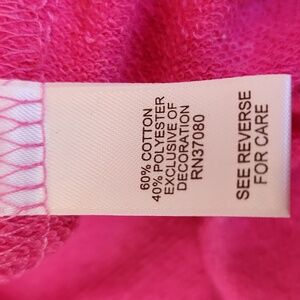 60% COTTON
40% POLYESTER
EXCLUSIVE OF
DECORATION
RN37080
SEE REVERSE
FOR CARE